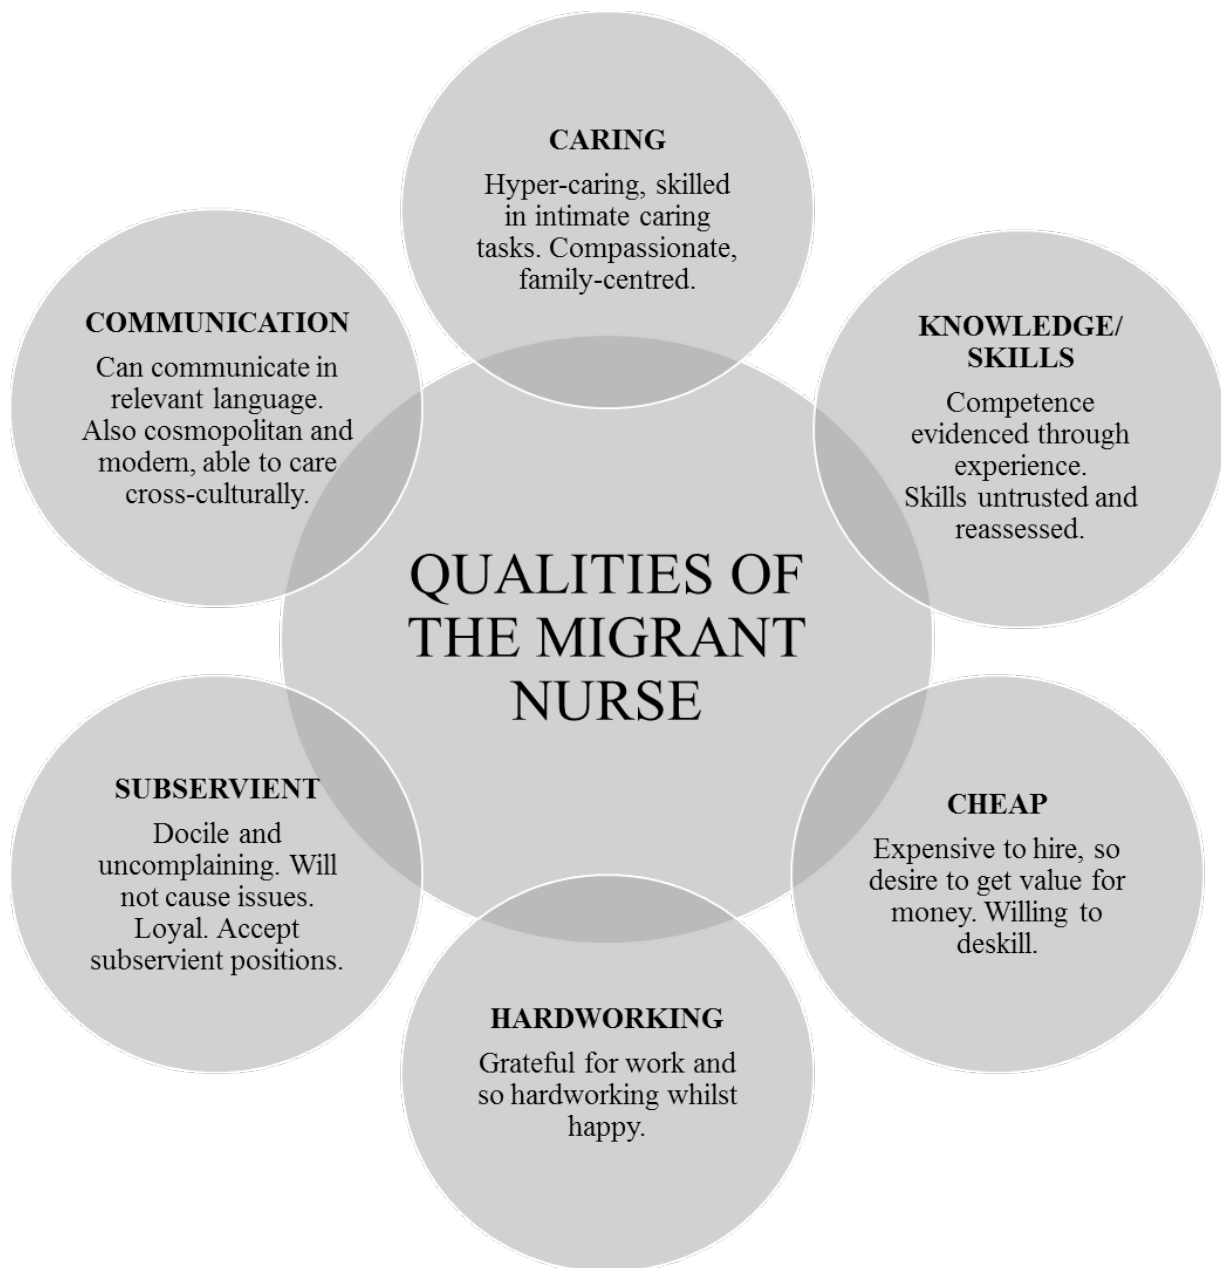 CARING
Hyper-caring, skilled
in intimate caring
tasks. Compassionate,
family-centred.
COMMUNICATION
Can communicate in
relevant language.
Also cosmopolitan and
modern, able to care
cross-culturally.
KNOWLEDGE/
SKILLS
Competence
evidenced through
experience.
Skills untrusted and
reassessed.
QUALITIES OF
THE MIGRANT
NURSE
SUBSERVIENT
Docile and
uncomplaining. Will
not cause issues.
Loyal. Accept
subservient positions.
CHEAP
Expensive to hire, so
desire to get value for
money. Willing to
deskill.
HARDWORKING
Grateful for work and
so hardworking whilst
happy.